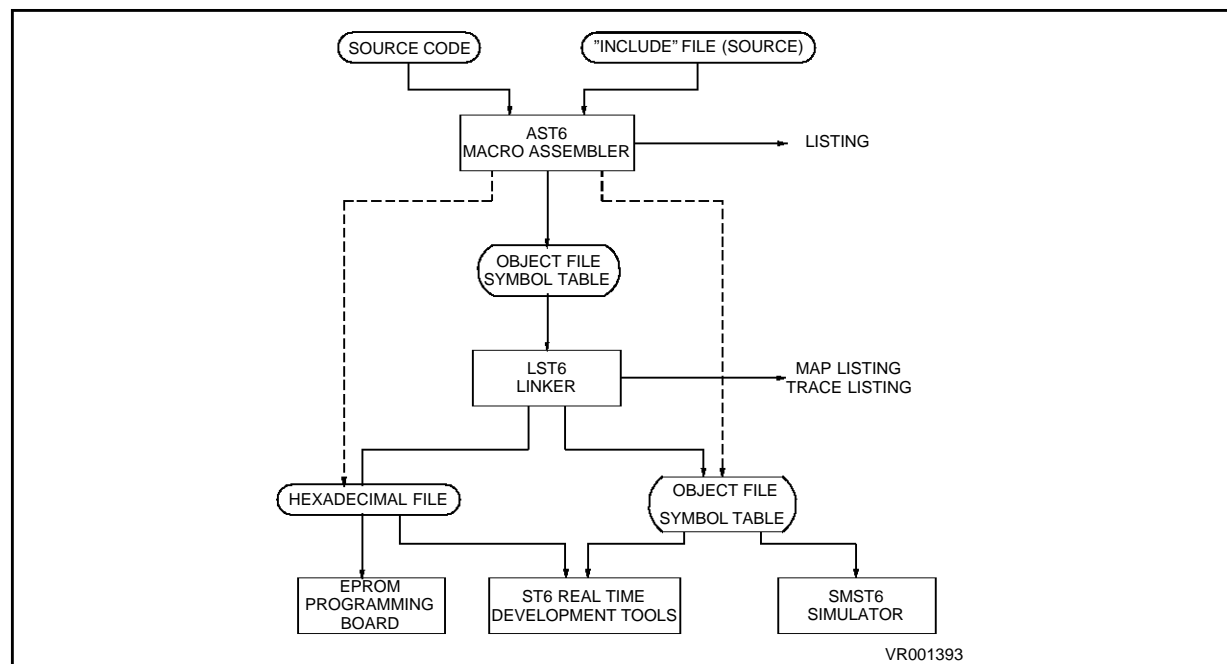 SOURCE CODE
"INCLUDE" FILE (SOURCE)
AST6
MACRO ASSEMBLER
LISTING
OBJECT FILE
SYMBOL TABLE
LST6
LINKER
MAP LISTING
TRACE LISTING
HEXADECIMAL FILE
OBJECT FILE
SYMBOL TABLE
EPROM
PROGRAMMING
BOARD
ST6 REAL TIME
DEVELOPMENT TOOLS
SMST6
SIMULATOR
VR001393